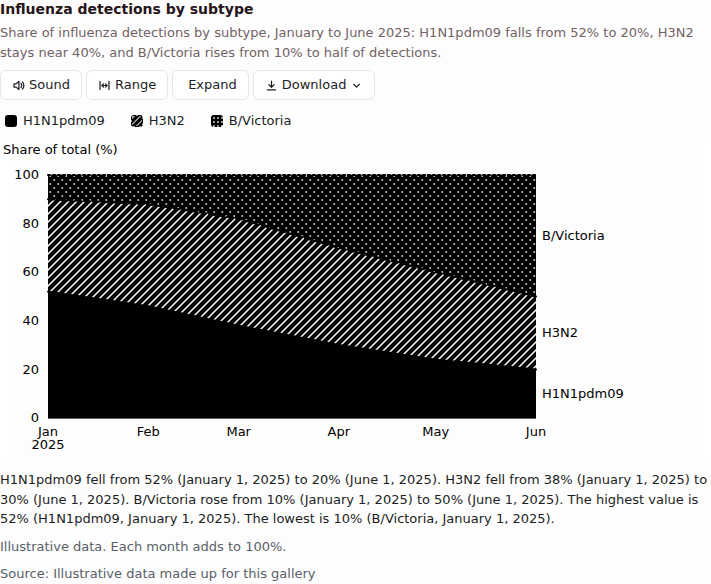 Influenza detections by subtype
Share of influenza detections by subtype, January to June 2025: H1N1pdm09 falls from 52% to 20%, H3N2
stays near 40%, and B/Victoria rises from 10% to half of detections.
Sound Range Expand Download
H1N1pdm09 H3N2 B/Victoria
Share of total (%)
100
80
60
40
20
0
B/Victoria
H3N2
H1N1pdm09
Jan Feb Mar Apr May Jun
2025
H1N1pdm09 fell from 52% (January 1, 2025) to 20% (June 1, 2025). H3N2 fell from 38% (January 1, 2025) to
30% (June 1, 2025). B/Victoria rose from 10% (January 1, 2025) to 50% (June 1, 2025). The highest value is
52% (H1N1pdm09, January 1, 2025). The lowest is 10% (B/Victoria, January 1, 2025).
Illustrative data. Each month adds to 100%.
Source: Illustrative data made up for this gallery